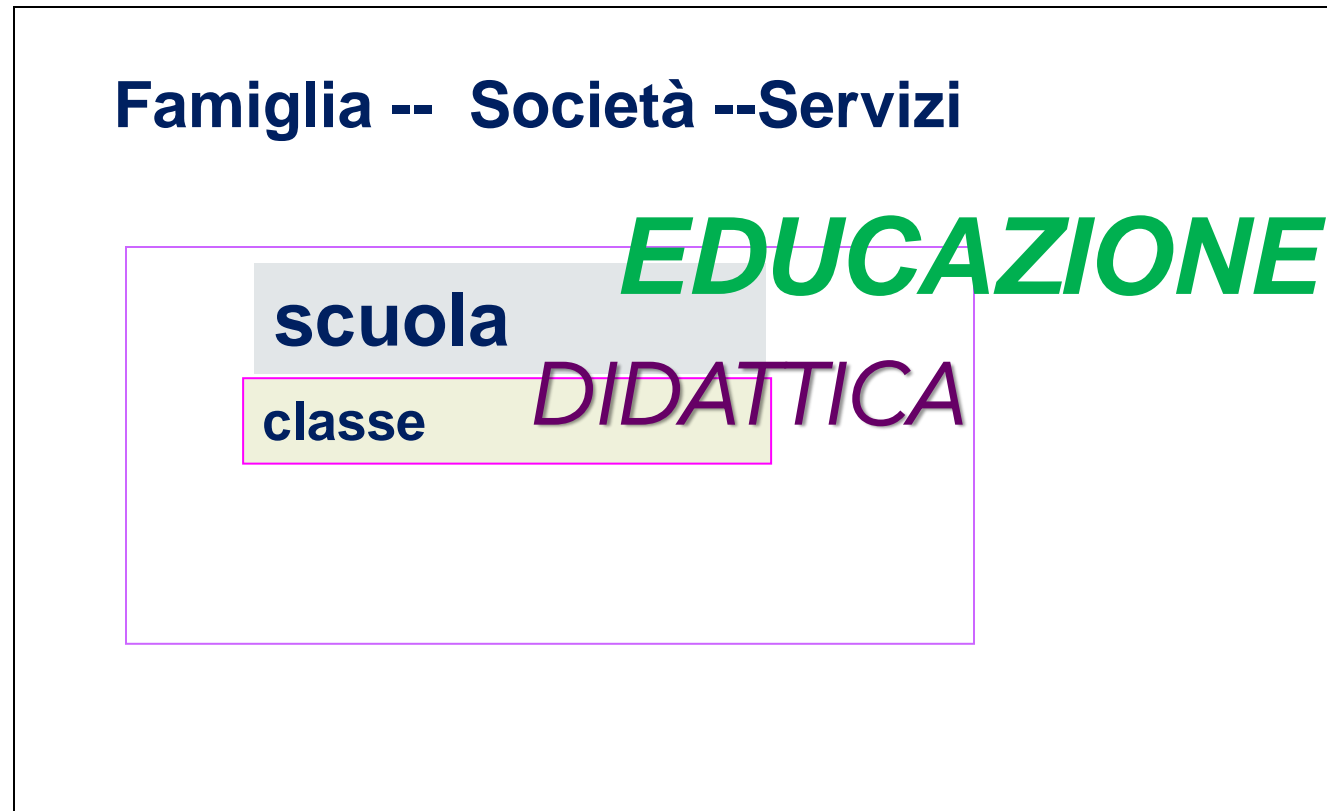 Famiglia -- Società --Servizi
EDUCAZIONE
scuola
DIDATTICA
classe